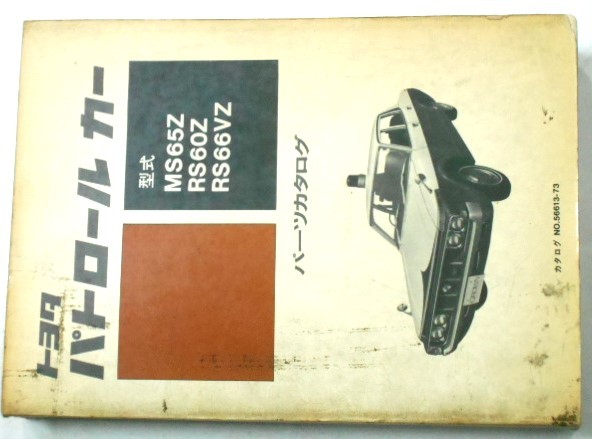 トヨタ
パトロール カー
型式
MS65Z
RS60Z
RS66VZ
パーツカタログ
カタログ NO.56613-73